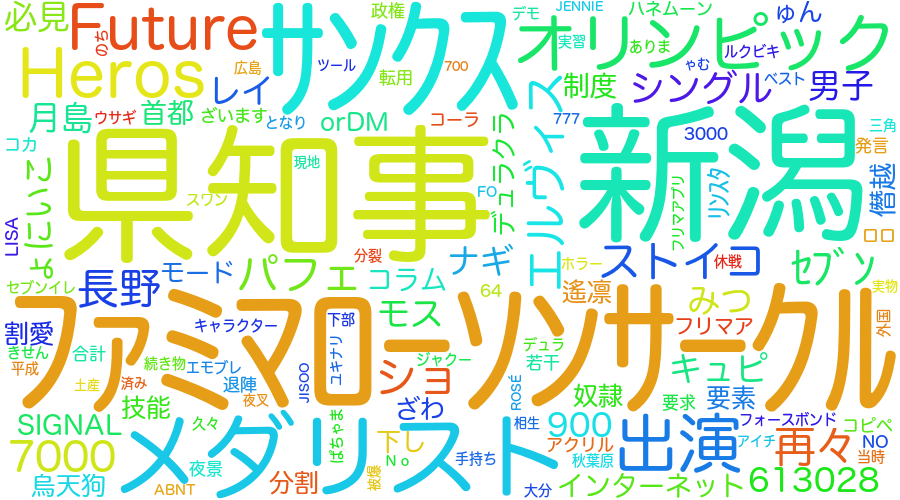 必見
Future
のち
サンクス
政権
デモ
JENNIE
ハネムーン
ゅん
オリンピック
Heros
広島
ツール
転用
700
実習
ありま
ルクビキ
ゃむ
ベスト
レイ
制度
シングル
男子
月島
首都
ウサギ
ざいます
となり
orDM
コーラ
デュラクラ
エルヴィス
777
新潟
3000
三角
発言
コカ
県知事
現地
スワン
FO
フリマアプリ
リンスタ
僭越
ロロ
LISA
よにいこ
分裂
ナギ
ホラー
ストイコ
休戦
セブン
セブンイレ
長野
モード
パフェ
コラム
64
遙凛
みつ
実物
ファミマローソンサークル
割愛
キャラクター
下部
モス
フリマア
外国
きせん
平成
合計
続き物
エモブレ
ユキナリ
ジャクー
デュラ
若干
キュピ
土産
済み
退陣
夜叉
JISOO
ショ
ROSÉ
奴隷
要求
要素
技能
SIGNAL
久々
ぱちゃま
ざわ
相生
900
フォースボンド
コピペ
メダリスト
7000
夜景
下し
No
手持ち
アクリル
秋葉原
出演
アイチ
再々
NO
当時
烏天狗
ABNT
分割
被爆
大分
インターネット
613028